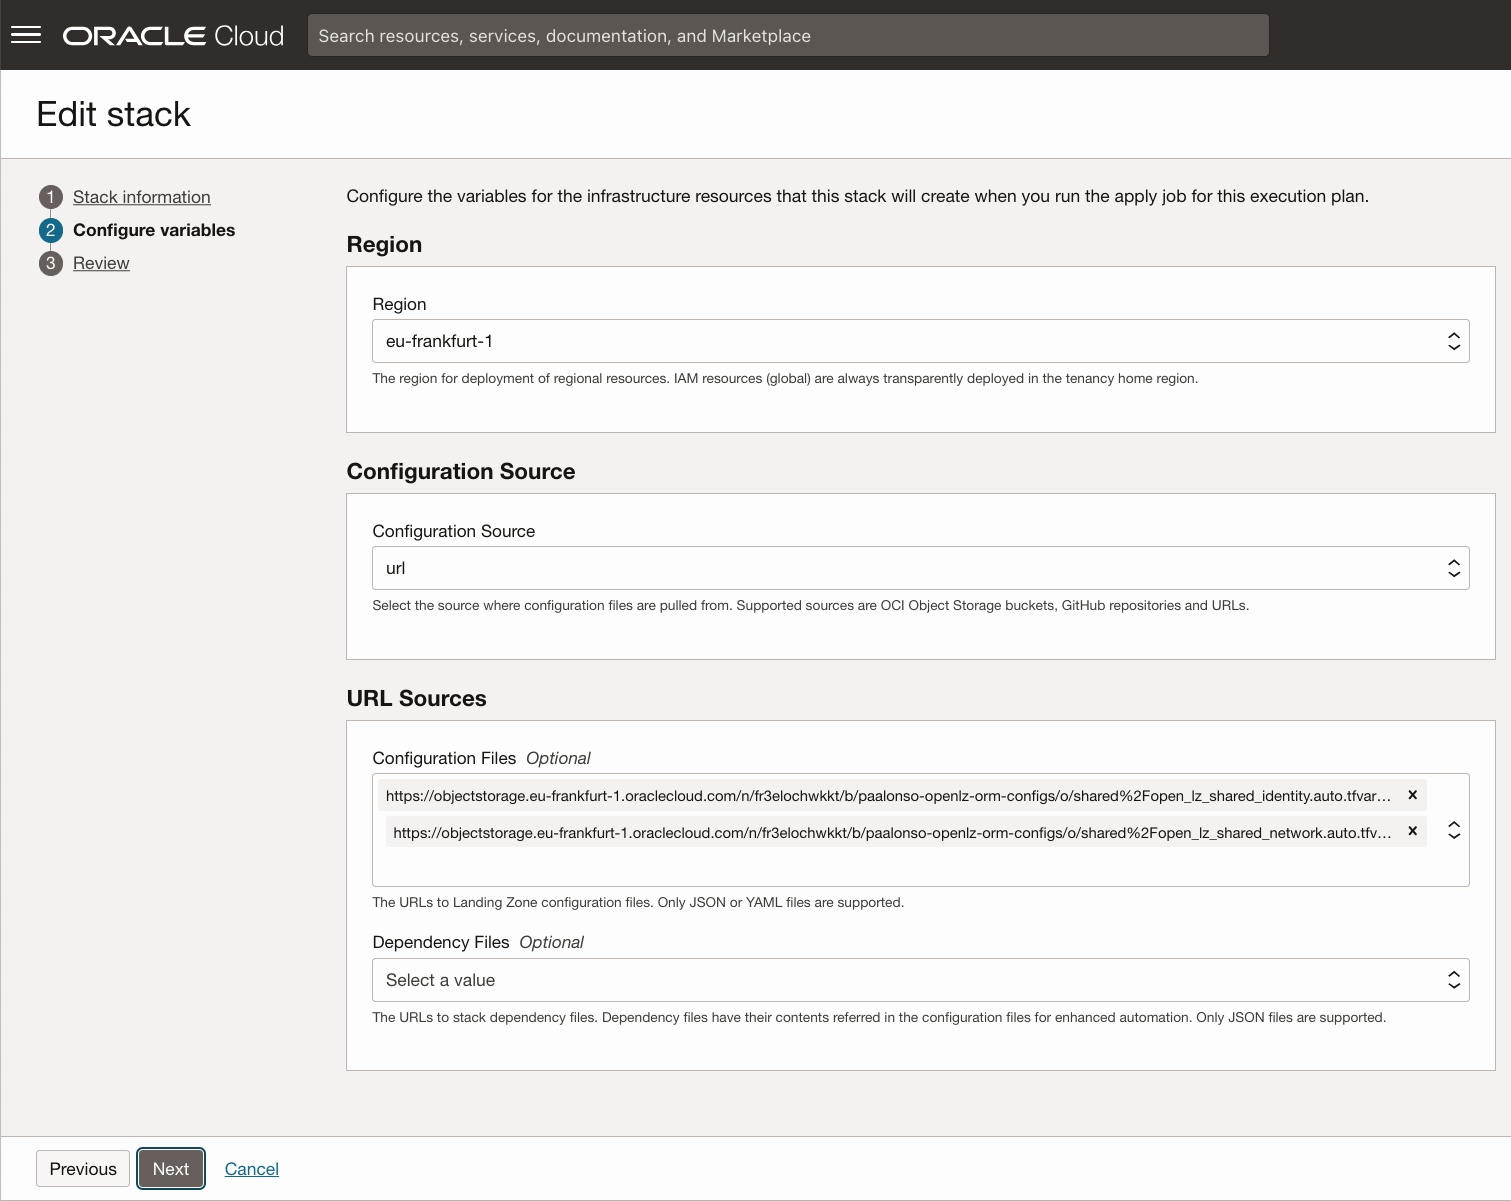 ORACLE Cloud
Search resources, services, documentation, and Marketplace
Edit stack
1 Stack information
2 Configure variables
3 Review
Configure the variables for the infrastructure resources that this stack will create when you run the apply job for this execution plan.
Region
Region
eu-frankfurt-1
The region for deployment of regional resources. IAM resources (global) are always transparently deployed in the tenancy home region.
Configuration Source
Configuration Source
url
Select the source where configuration files are pulled from. Supported sources are OCI Object Storage buckets, GitHub repositories and URLs.
URL Sources
Configuration Files Optional
https://objectstorage.eu-frankfurt-1.oraclecloud.com/n/fr3elochwkkt/b/paalonso-openlz-orm-configs/o/shared%2Fopen_lz_shared_identity.auto.tfvar...
https://objectstorage.eu-frankfurt-1.oraclecloud.com/n/fr3elochwkkt/b/paalonso-openlz-orm-configs/o/shared%2Fopen_lz_shared_network.auto.tfv...
The URLs to Landing Zone configuration files. Only JSON or YAML files are supported.
Dependency Files Optional
Select a value
The URLs to stack dependency files. Dependency files have their contents referred in the configuration files for enhanced automation. Only JSON files are supported.
Previous Next Cancel